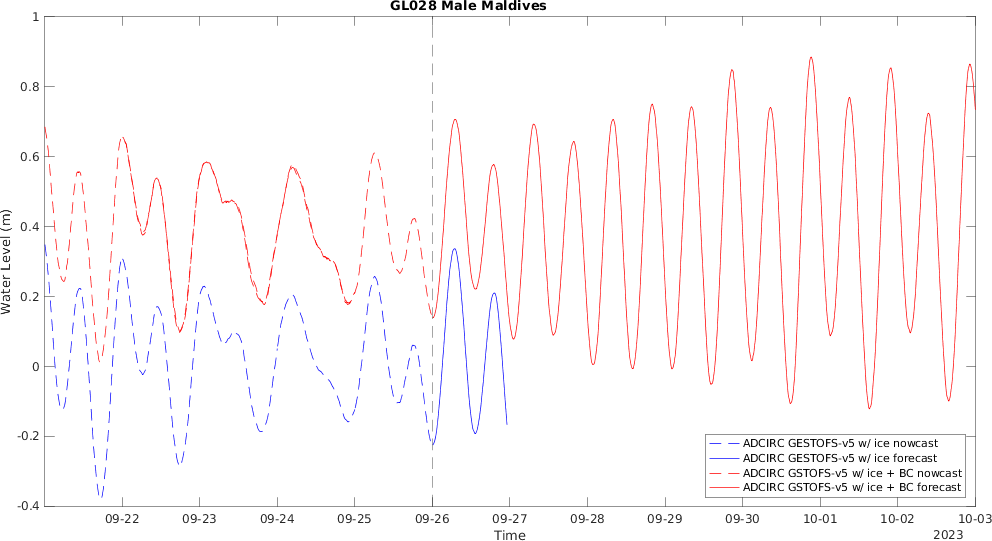 GL028 Male Maldives
1
0.8
0.6
0.4
0.2
0
-0.2
-0.4
Water Level (m)
ADCIRC GESTOFS-v5 w/ ice nowcast
ADCIRC GESTOFS-v5 w/ ice forecast
ADCIRC GSTOFS-v5 w/ ice + BC nowcast
ADCIRC GSTOFS-v5 w/ ice + BC forecast
09-22 09-23 09-24 09-25 09-26 09-27 09-28 09-29 09-30 10-01 10-02 10-03
Time
2023